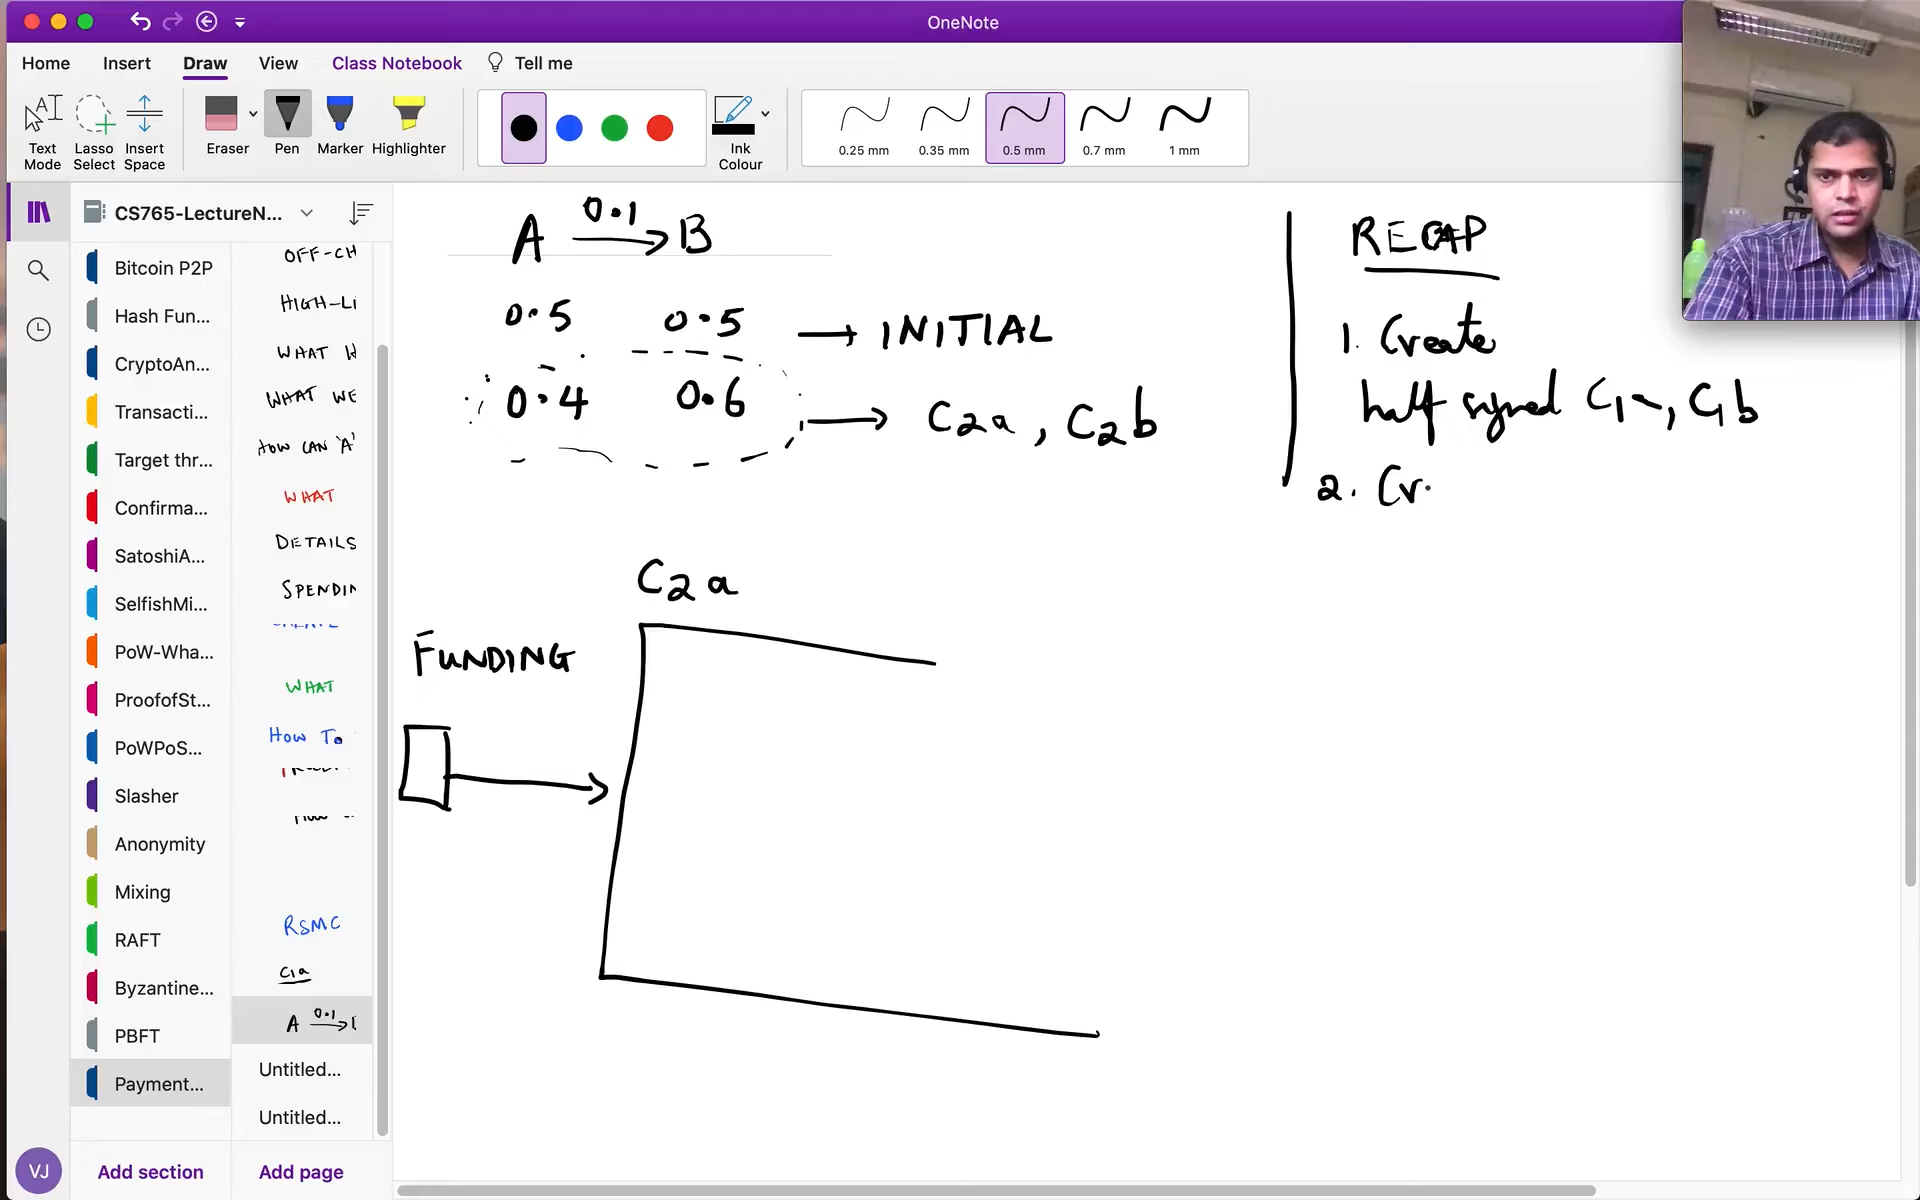 OneNote
Home Insert Draw View Class Notebook Tell me
Text Mode
Lasso Select
Insert Space
Eraser
Pen
Marker
Highlighter
Ink Colour
0.25 mm
0.35 mm
0.5 mm
0.7 mm
1 mm
CS765-LectureN...
Bitcoin P2P
Hash Fun...
CryptoAn...
Transacti...
Target thr...
Confirma...
SatoshiA...
SelfishMi...
PoW-Wha...
ProofofSt...
PoWPoS...
Slasher
Anonymity
Mixing
RAFT
Byzantine...
PBFT
Payment...
OFF-CH
HIGH-LI
WHAT H
WHAT WE
HOW CAN 'A'
WHAT
DETAILS
SPENDIN
WHAT
HOW TO
RSMC
C1a
A 0.1
Untitled...
Untitled...
VJ
Add section
Add page
A 0.1 B
0.5 0.5 → INITIAL
0.4 0.6 → C2a, C2b
C2a
FUNDING
RECAP
1. Create
half signed C1a, C1b
2. Cr